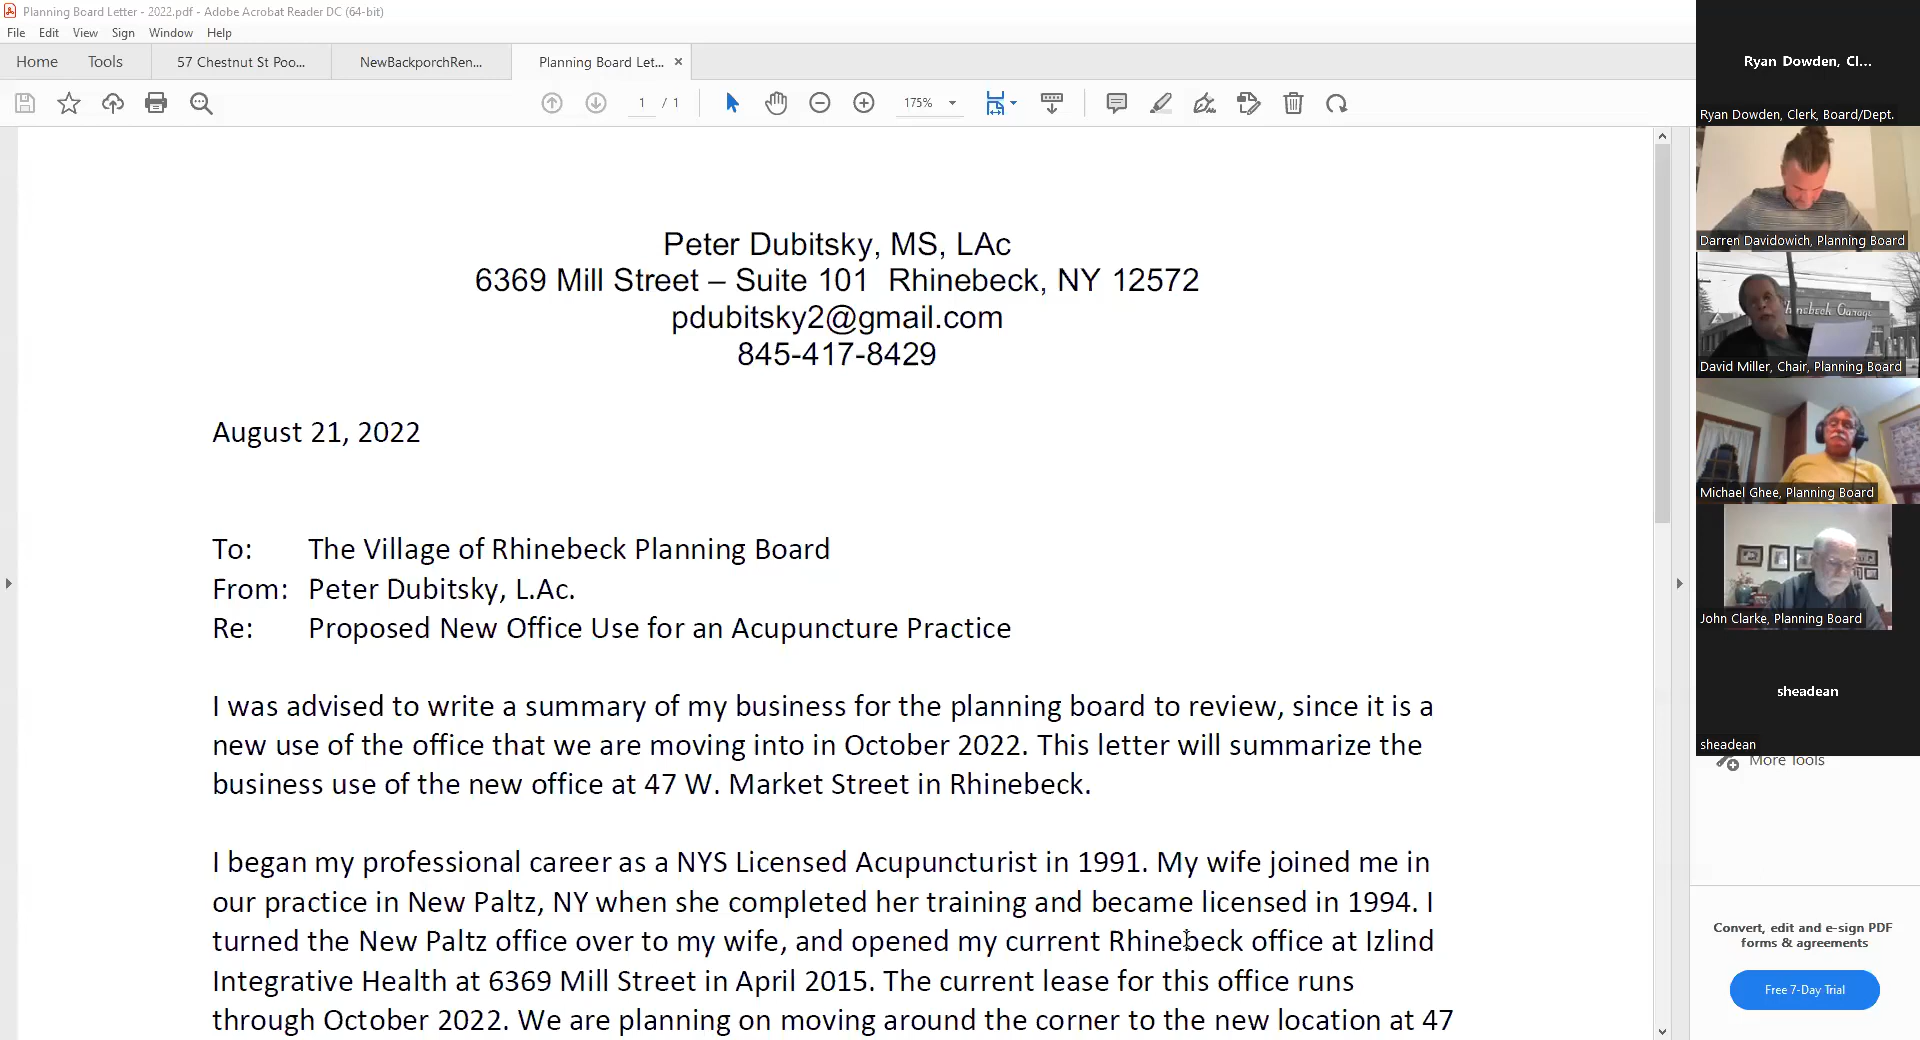 Planning Board Letter - 2022.pdf - Adobe Acrobat Reader DC (64-bit)
File Edit View Sign Window Help
Home Tools 57 Chestnut St Poo... NewBackporchRen... Planning Board Let... ×
1 / 1 175%
Peter Dubitsky, MS, LAc
6369 Mill Street – Suite 101 Rhinebeck, NY 12572
pdubitsky2@gmail.com
845-417-8429
August 21, 2022
To: The Village of Rhinebeck Planning Board
From: Peter Dubitsky, L.Ac.
Re: Proposed New Office Use for an Acupuncture Practice
I was advised to write a summary of my business for the planning board to review, since it is a
new use of the office that we are moving into in October 2022. This letter will summarize the
business use of the new office at 47 W. Market Street in Rhinebeck.
I began my professional career as a NYS Licensed Acupuncturist in 1991. My wife joined me in
our practice in New Paltz, NY when she completed her training and became licensed in 1994. I
turned the New Paltz office over to my wife, and opened my current Rhinebeck office at Izlind
Integrative Health at 6369 Mill Street in April 2015. The current lease for this office runs
through October 2022. We are planning on moving around the corner to the new location at 47
Ryan Dowden, Cl...
Ryan Dowden, Clerk, Board/Dept.
Darren Davidowich, Planning Board
Rhinebeck Garage
David Miller, Chair, Planning Board
Michael Ghee, Planning Board
John Clarke, Planning Board
sheadean
sheadean
More Tools
Convert, edit and e-sign PDF
forms & agreements
Free 7-Day Trial